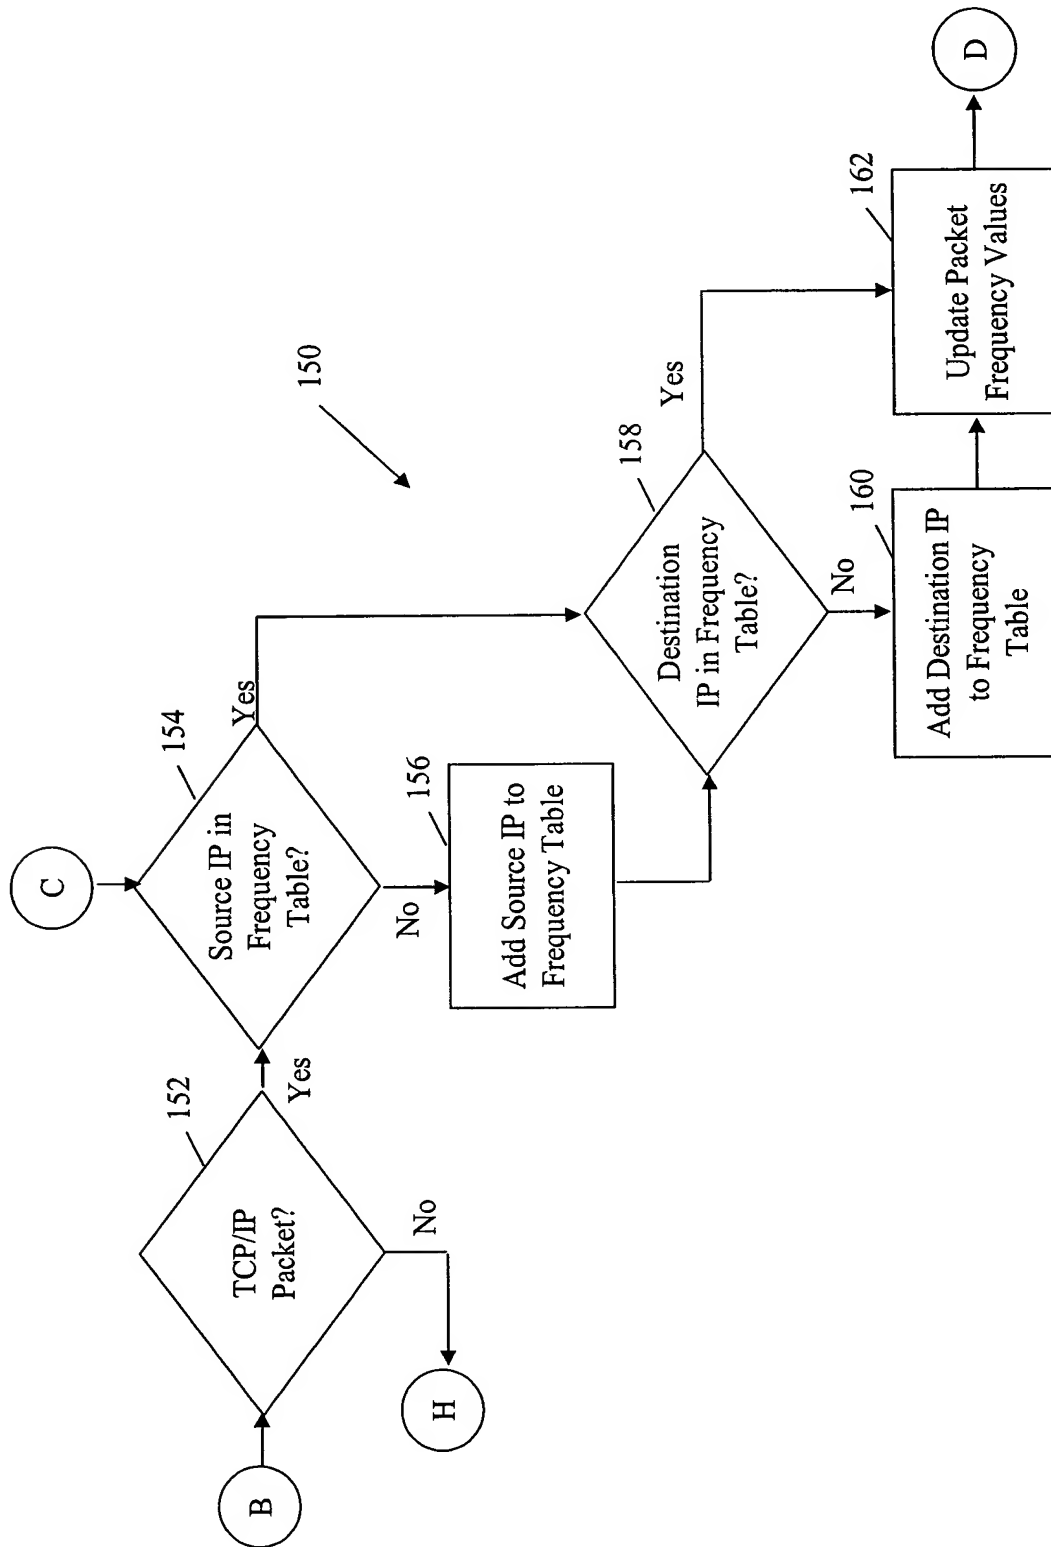 B
TCP/IP
Packet?
152
Yes
No
H
C
Source IP in
Frequency
Table?
154
Yes
No
Add Source IP to
Frequency Table
156
150
Destination
IP in Frequency
Table?
158
Yes
No
Add Destination IP
to Frequency
Table
160
Update Packet
Frequency Values
162
D